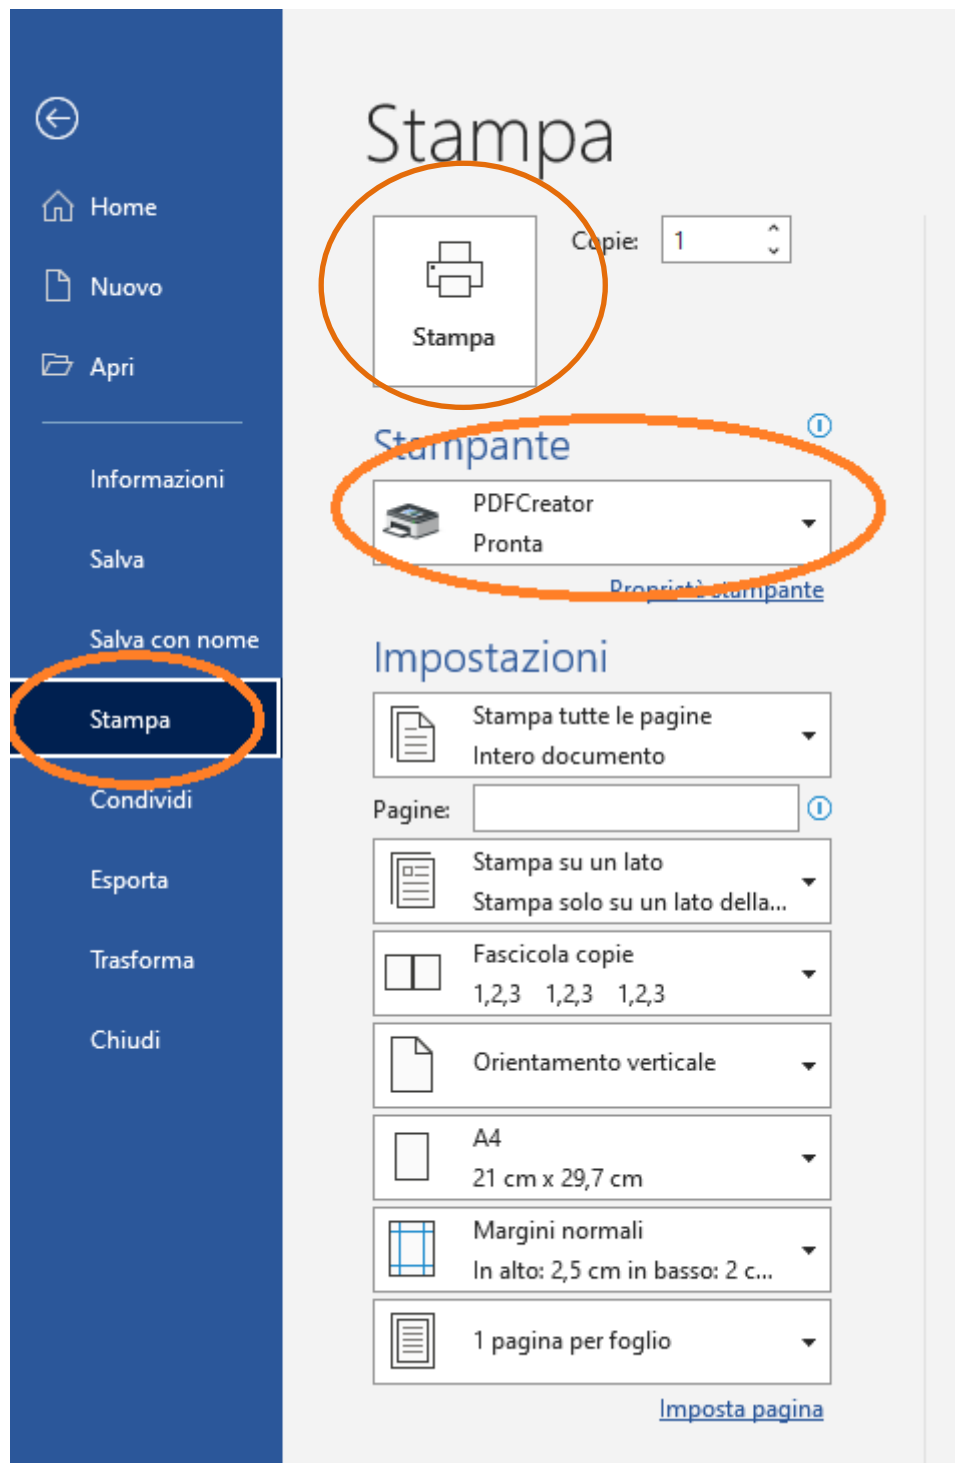 Stampa
Home
Nuovo
Apri
Informazioni
Salva
Salva con nome
Stampa
Condividi
Esporta
Trasforma
Chiudi
Stampa
Copie: 1
Stampante
PDFCreator
Pronta
Proprietà stampante
Impostazioni
Stampa tutte le pagine
Intero documento
Pagine:
Stampa su un lato
Stampa solo su un lato della...
Fascicola copie
1,2,3 1,2,3 1,2,3
Orientamento verticale
A4
21 cm x 29,7 cm
Margini normali
In alto: 2,5 cm in basso: 2 c...
1 pagina per foglio
Imposta pagina